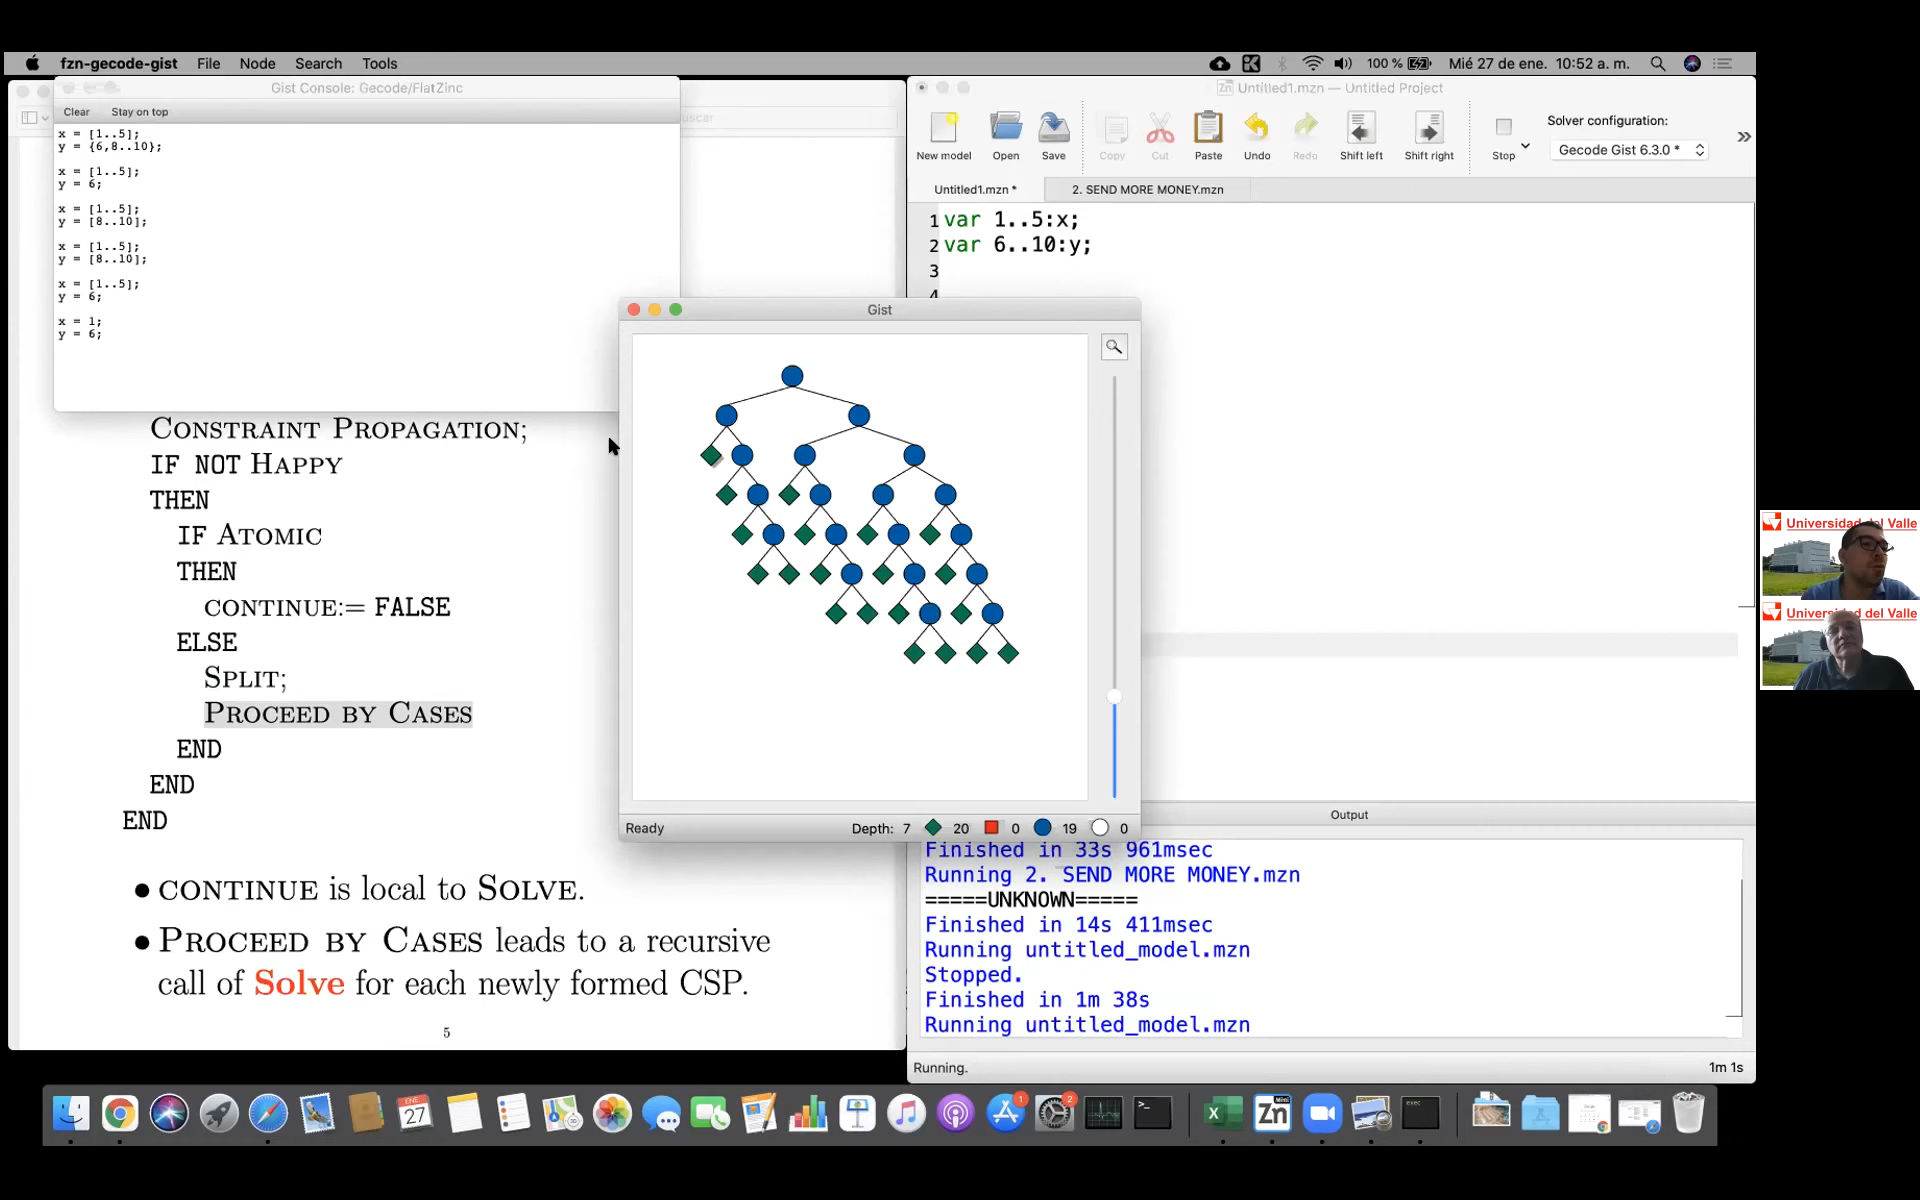 fzn-gecode-gist File Node Search Tools
100 % Mié 27 de ene. 10:52 a. m.
Gist Console: Gecode/FlatZinc
Clear Stay on top
x = [1..5];
y = {6,8..10};
x = [1..5];
y = 6;
x = [1..5];
y = [8..10];
x = [1..5];
y = [8..10];
x = [1..5];
y = 6;
x = 1;
y = 6;
CONSTRAINT PROPAGATION;
IF NOT HAPPY
THEN
IF ATOMIC
THEN
CONTINUE:= FALSE
ELSE
SPLIT;
PROCEED BY CASES
END
END
END
• CONTINUE is local to SOLVE.
• PROCEED BY CASES leads to a recursive
call of Solve for each newly formed CSP.
5
Gist
Ready Depth: 7 20 0 19 0
Untitled1.mzn — Untitled Project
New model Open Save Copy Cut Paste Undo Redo Shift left Shift right Stop
Solver configuration:
Gecode Gist 6.3.0 *
Untitled1.mzn * 2. SEND MORE MONEY.mzn
1 var 1..5:x;
2 var 6..10:y;
3
4
Output
Finished in 33s 961msec
Running 2. SEND MORE MONEY.mzn
=====UNKNOWN=====
Finished in 14s 411msec
Running untitled_model.mzn
Stopped.
Finished in 1m 38s
Running untitled_model.mzn
Running. 1m 1s
Universidad del Valle
Universidad del Valle
ENE
27
1
2
Mini
Zn
exec